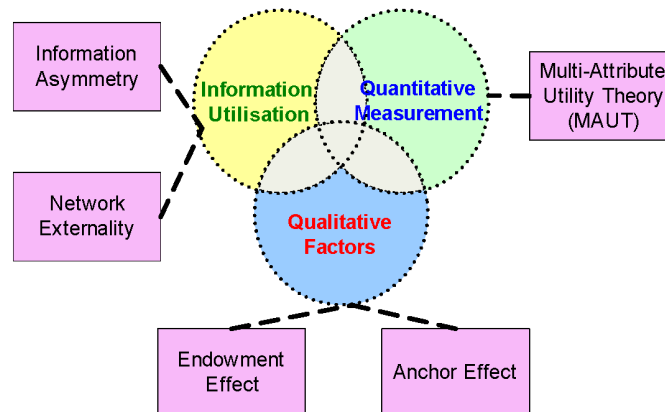 Information
Asymmetry
Information
Utilisation
Quantitative
Measurement
Multi-Attribute
Utility Theory
(MAUT)
Network
Externality
Qualitative
Factors
Endowment
Effect
Anchor Effect